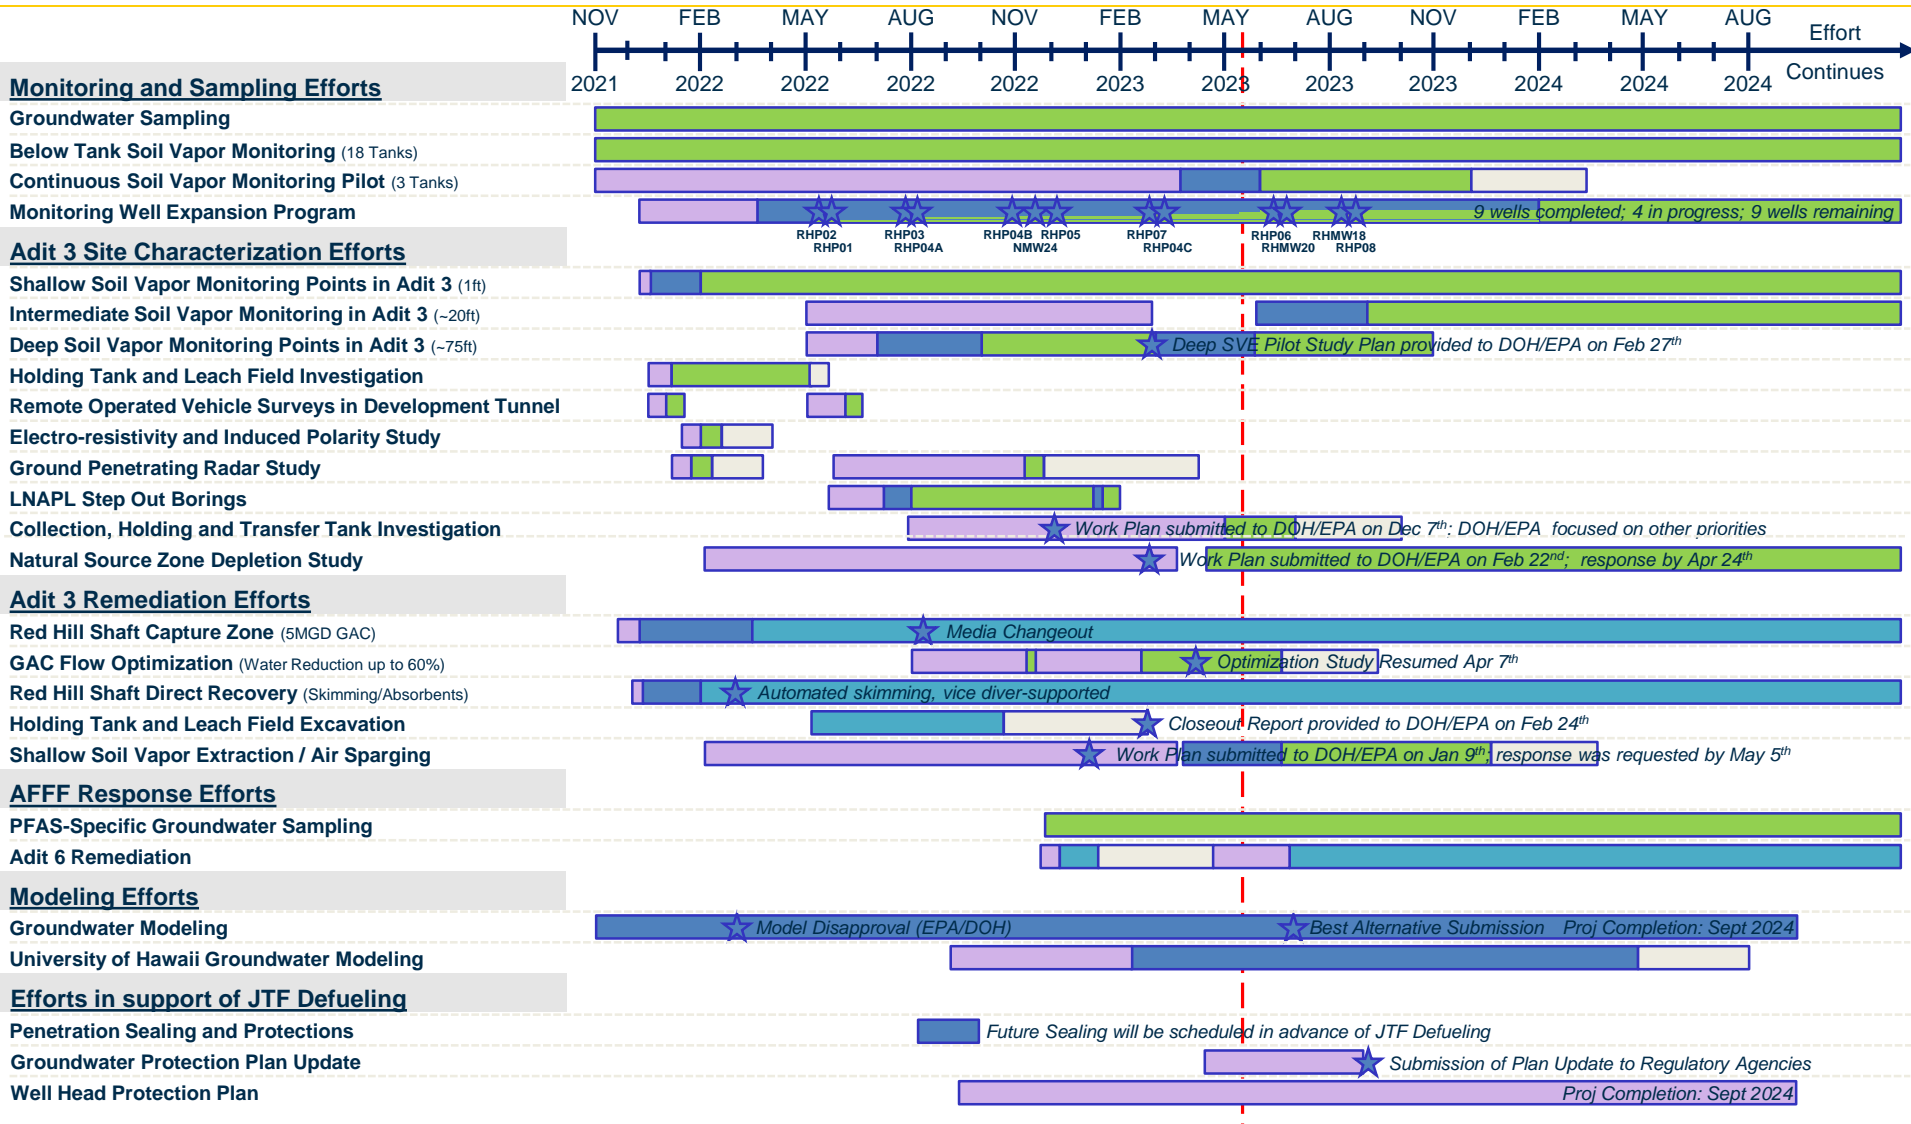 NOV FEB MAY AUG NOV FEB MAY AUG NOV FEB MAY AUG
Effort
Continues
2021 2022 2022 2022 2022 2023 2023 2023 2023 2024 2024 2024
Monitoring and Sampling Efforts
Groundwater Sampling
Below Tank Soil Vapor Monitoring (18 Tanks)
Continuous Soil Vapor Monitoring Pilot (3 Tanks)
Monitoring Well Expansion Program 9 wells completed; 4 in progress; 9 wells remaining
RHP02 RHP03 RHP04B RHP05 RHP07 RHP06 RHMW18
RHP01 RHP04A NMW24 RHP04C RHMW20 RHP08
Adit 3 Site Characterization Efforts
Shallow Soil Vapor Monitoring Points in Adit 3 (1ft)
Intermediate Soil Vapor Monitoring in Adit 3 (~20ft)
Deep Soil Vapor Monitoring Points in Adit 3 (~75ft) Deep SVE Pilot Study Plan provided to DOH/EPA on Feb 27th
Holding Tank and Leach Field Investigation
Remote Operated Vehicle Surveys in Development Tunnel
Electro-resistivity and Induced Polarity Study
Ground Penetrating Radar Study
LNAPL Step Out Borings
Collection, Holding and Transfer Tank Investigation Work Plan submitted to DOH/EPA on Dec 7th: DOH/EPA focused on other priorities
Natural Source Zone Depletion Study Work Plan submitted to DOH/EPA on Feb 22nd; response by Apr 24th
Adit 3 Remediation Efforts
Red Hill Shaft Capture Zone (5MGD GAC) Media Changeout
GAC Flow Optimization (Water Reduction up to 60%) Optimization Study Resumed Apr 7th
Red Hill Shaft Direct Recovery (Skimming/Absorbents) Automated skimming, vice diver-supported
Holding Tank and Leach Field Excavation Closeout Report provided to DOH/EPA on Feb 24th
Shallow Soil Vapor Extraction / Air Sparging Work Plan submitted to DOH/EPA on Jan 9th; response was requested by May 5th
AFFF Response Efforts
PFAS-Specific Groundwater Sampling
Adit 6 Remediation
Modeling Efforts
Groundwater Modeling Model Disapproval (EPA/DOH) Best Alternative Submission Proj Completion: Sept 2024
University of Hawaii Groundwater Modeling
Efforts in support of JTF Defueling
Penetration Sealing and Protections Future Sealing will be scheduled in advance of JTF Defueling
Groundwater Protection Plan Update Submission of Plan Update to Regulatory Agencies
Well Head Protection Plan Proj Completion: Sept 2024